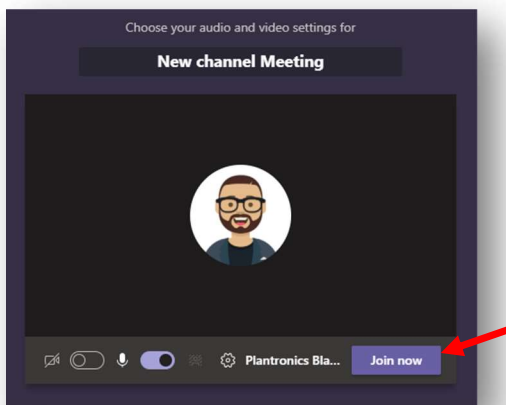 Choose your audio and video settings for
New channel Meeting
Plantronics Bla... Join now